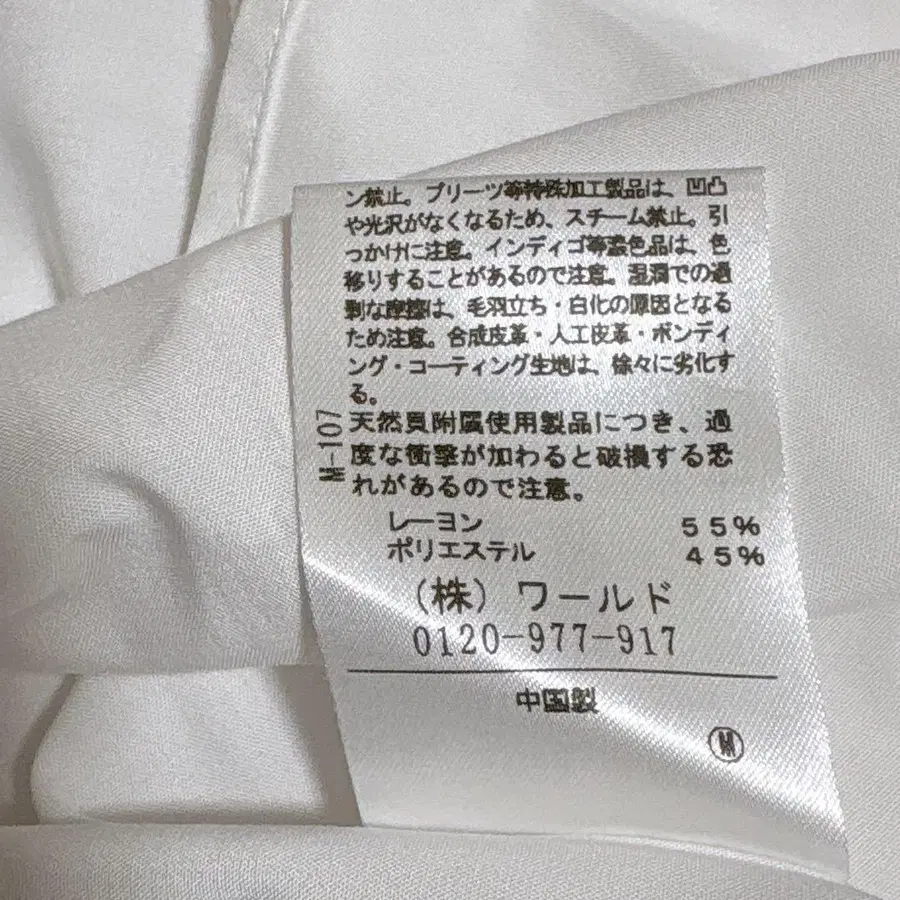 ン禁止。プリーツ等特殊加工製品は、凹凸
や光沢がなくなるため、スチーム禁止。引
っかけに注意。インディゴ等濃色品は、色
移りすることがあるので注意。湿潤での過
剰な摩擦は、毛羽立ち・白化の原因となる
ため注意。合成皮革・人工皮革・ボンディ
ング・コーティング生地は、徐々に劣化す
る。
M-107
天然貝附属使用製品につき、過
度な衝撃が加わると破損する恐
れがあるので注意。
レーヨン 55%
ポリエステル 45%
(株)ワールド
0120-977-917
中国製
M